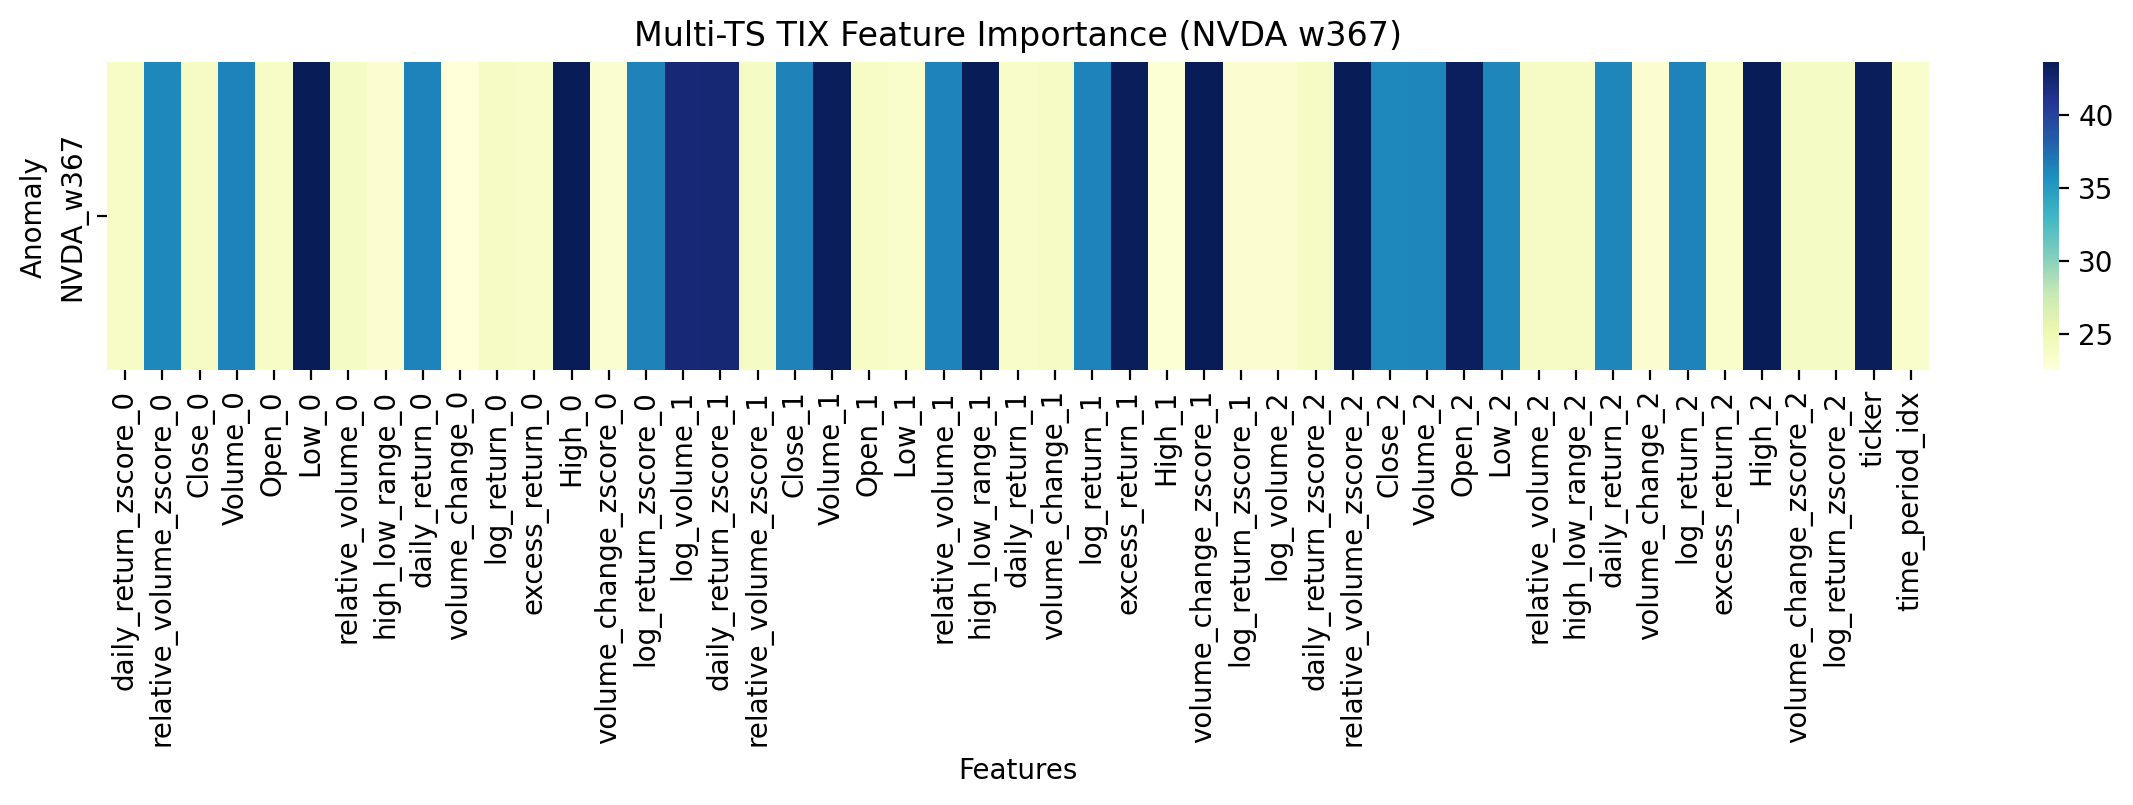 Multi-TS TIX Feature Importance (NVDA w367)
Anomaly
NVDA_w367
40
35
30
25
daily_return_zscore_0
relative_volume_zscore_0
Close_0
Volume_0
Open_0
Low_0
relative_volume_0
high_low_range_0
daily_return_0
volume_change_0
log_return_0
excess_return_0
High_0
volume_change_zscore_0
log_return_zscore_0
log_volume_1
daily_return_zscore_1
relative_volume_zscore_1
Close_1
Volume_1
Open_1
Low_1
relative_volume_1
high_low_range_1
daily_return_1
volume_change_1
log_return_1
excess_return_1
High_1
volume_change_zscore_1
log_return_zscore_1
log_volume_2
daily_return_zscore_2
relative_volume_zscore_2
Close_2
Volume_2
Open_2
Low_2
relative_volume_2
high_low_range_2
daily_return_2
volume_change_2
log_return_2
excess_return_2
High_2
volume_change_zscore_2
log_return_zscore_2
ticker
time_period_idx
Features